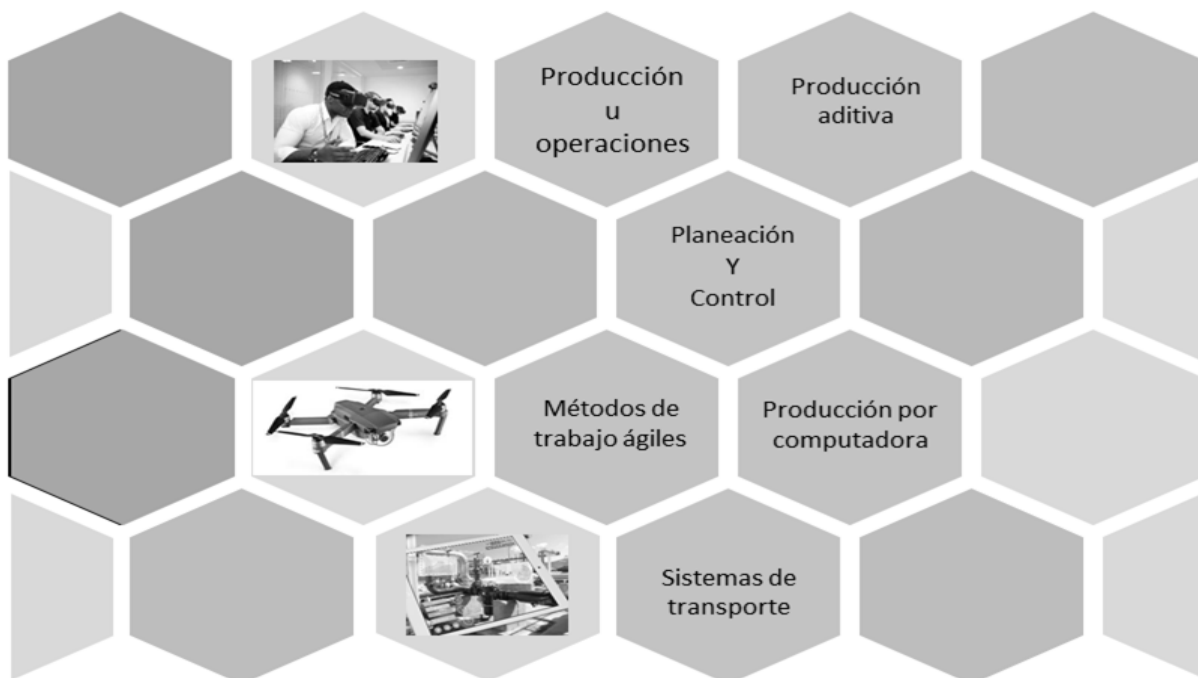 Producción
u
operaciones
Producción
aditiva
Planeación
Y
Control
Métodos de
trabajo ágiles
Producción por
computadora
Sistemas de
transporte